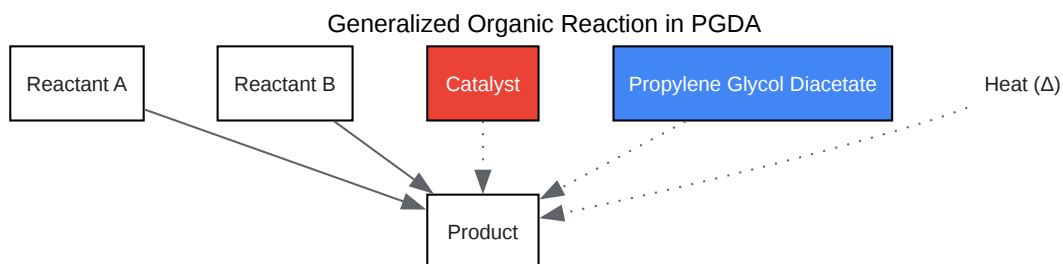 Generalized Organic Reaction in PGDA
Reactant A
Reactant B
Catalyst
Propylene Glycol Diacetate
Heat (Δ)
Product